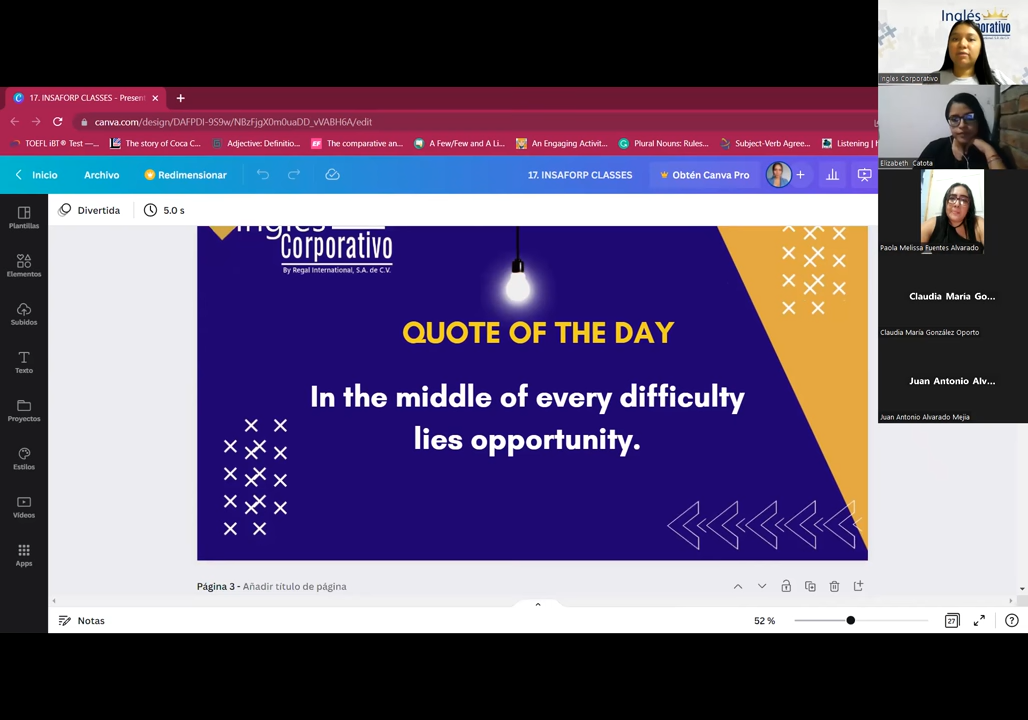 17. INSAFORP CLASSES - Present
canva.com/design/DAFPDI-9S9w/NBzFjgX0m0uaDD_vVABH6A/edit
TOEFL iBT® Test —...
The story of Coca C...
Adjective: Definitio...
The comparative an...
A Few/Few and A Li...
An Engaging Activit...
Plural Nouns: Rules...
Subject-Verb Agree...
Listening |
Inicio
Archivo
Redimensionar
17. INSAFORP CLASSES
Obtén Canva Pro
Divertida
5.0 s
Plantillas
Elementos
Subidos
Texto
Proyectos
Estilos
Vídeos
Apps
Inglés
Corporativo
By Regal International, S.A. de C.V.
QUOTE OF THE DAY
In the middle of every difficulty
lies opportunity.
Página 3 - Añadir título de página
Notas
52 %
27
Inglés
Ingles Corporativo
Elizabeth Catota
Paola Melissa Fuentes Alvarado
Claudia Maria Go...
Claudia María González Oporto
Juan Antonio Alv...
Juan Antonio Alvarado Mejia